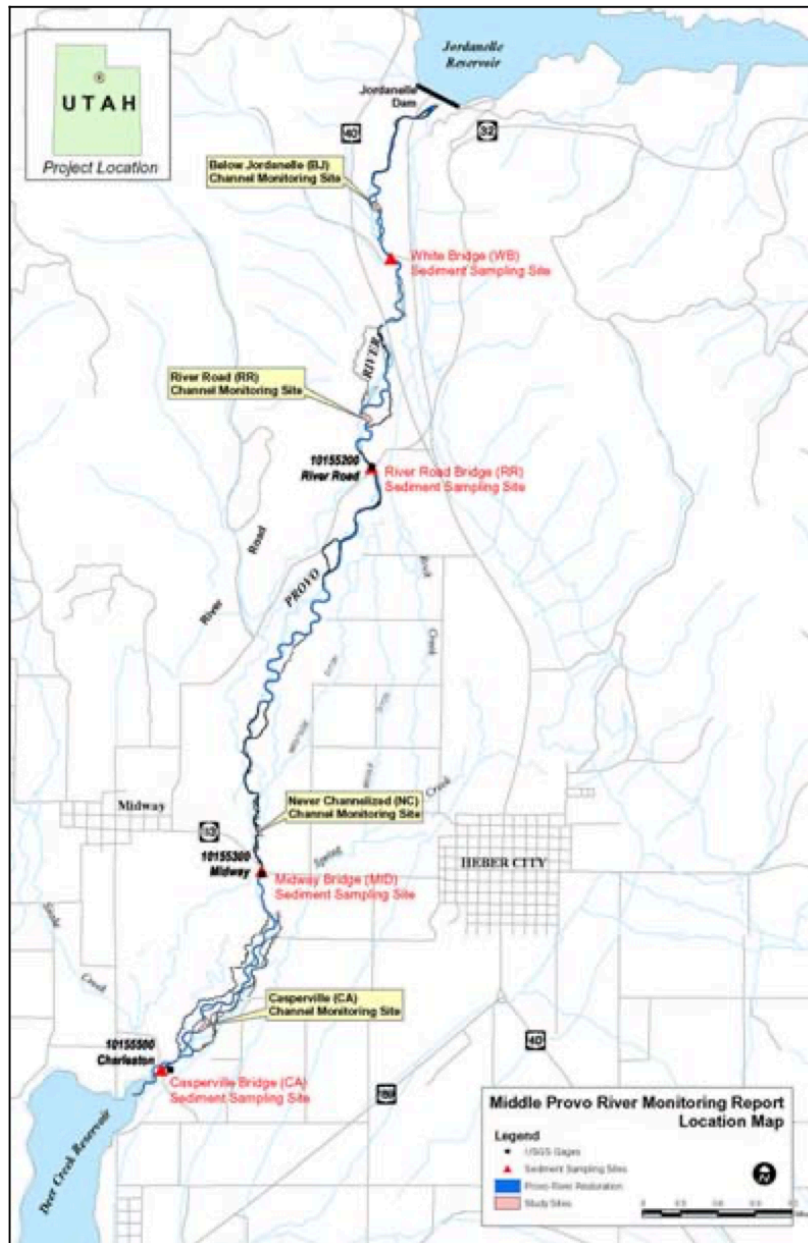 Jordanelle
Reservoir
UTAH
Project Location
Jordanelle
Dam
40
32
Below Jordanelle (BJ)
Channel Monitoring Site
White Bridge (WB)
Sediment Sampling Site
RIVER
River Road (RR)
Channel Monitoring Site
10155200
River Road
River Road Bridge (RR)
Sediment Sampling Site
Road
River
PROVO
Rock
Creek
Creek
Midway
Never Channelized (NC)
Channel Monitoring Site
113
10155300
Midway
Spring
HEBER CITY
Midway Bridge (MID)
Sediment Sampling Site
Snake
Creek
Casperville (CA)
Channel Monitoring Site
10155500
Charleston
40
Casperville Bridge (CA)
Sediment Sampling Site
189
Deer Creek Reservoir
Middle Provo River Monitoring Report
Location Map
Legend
USGS Gages
Sediment Sampling Sites
Provo River Restoration
Study Sites
N